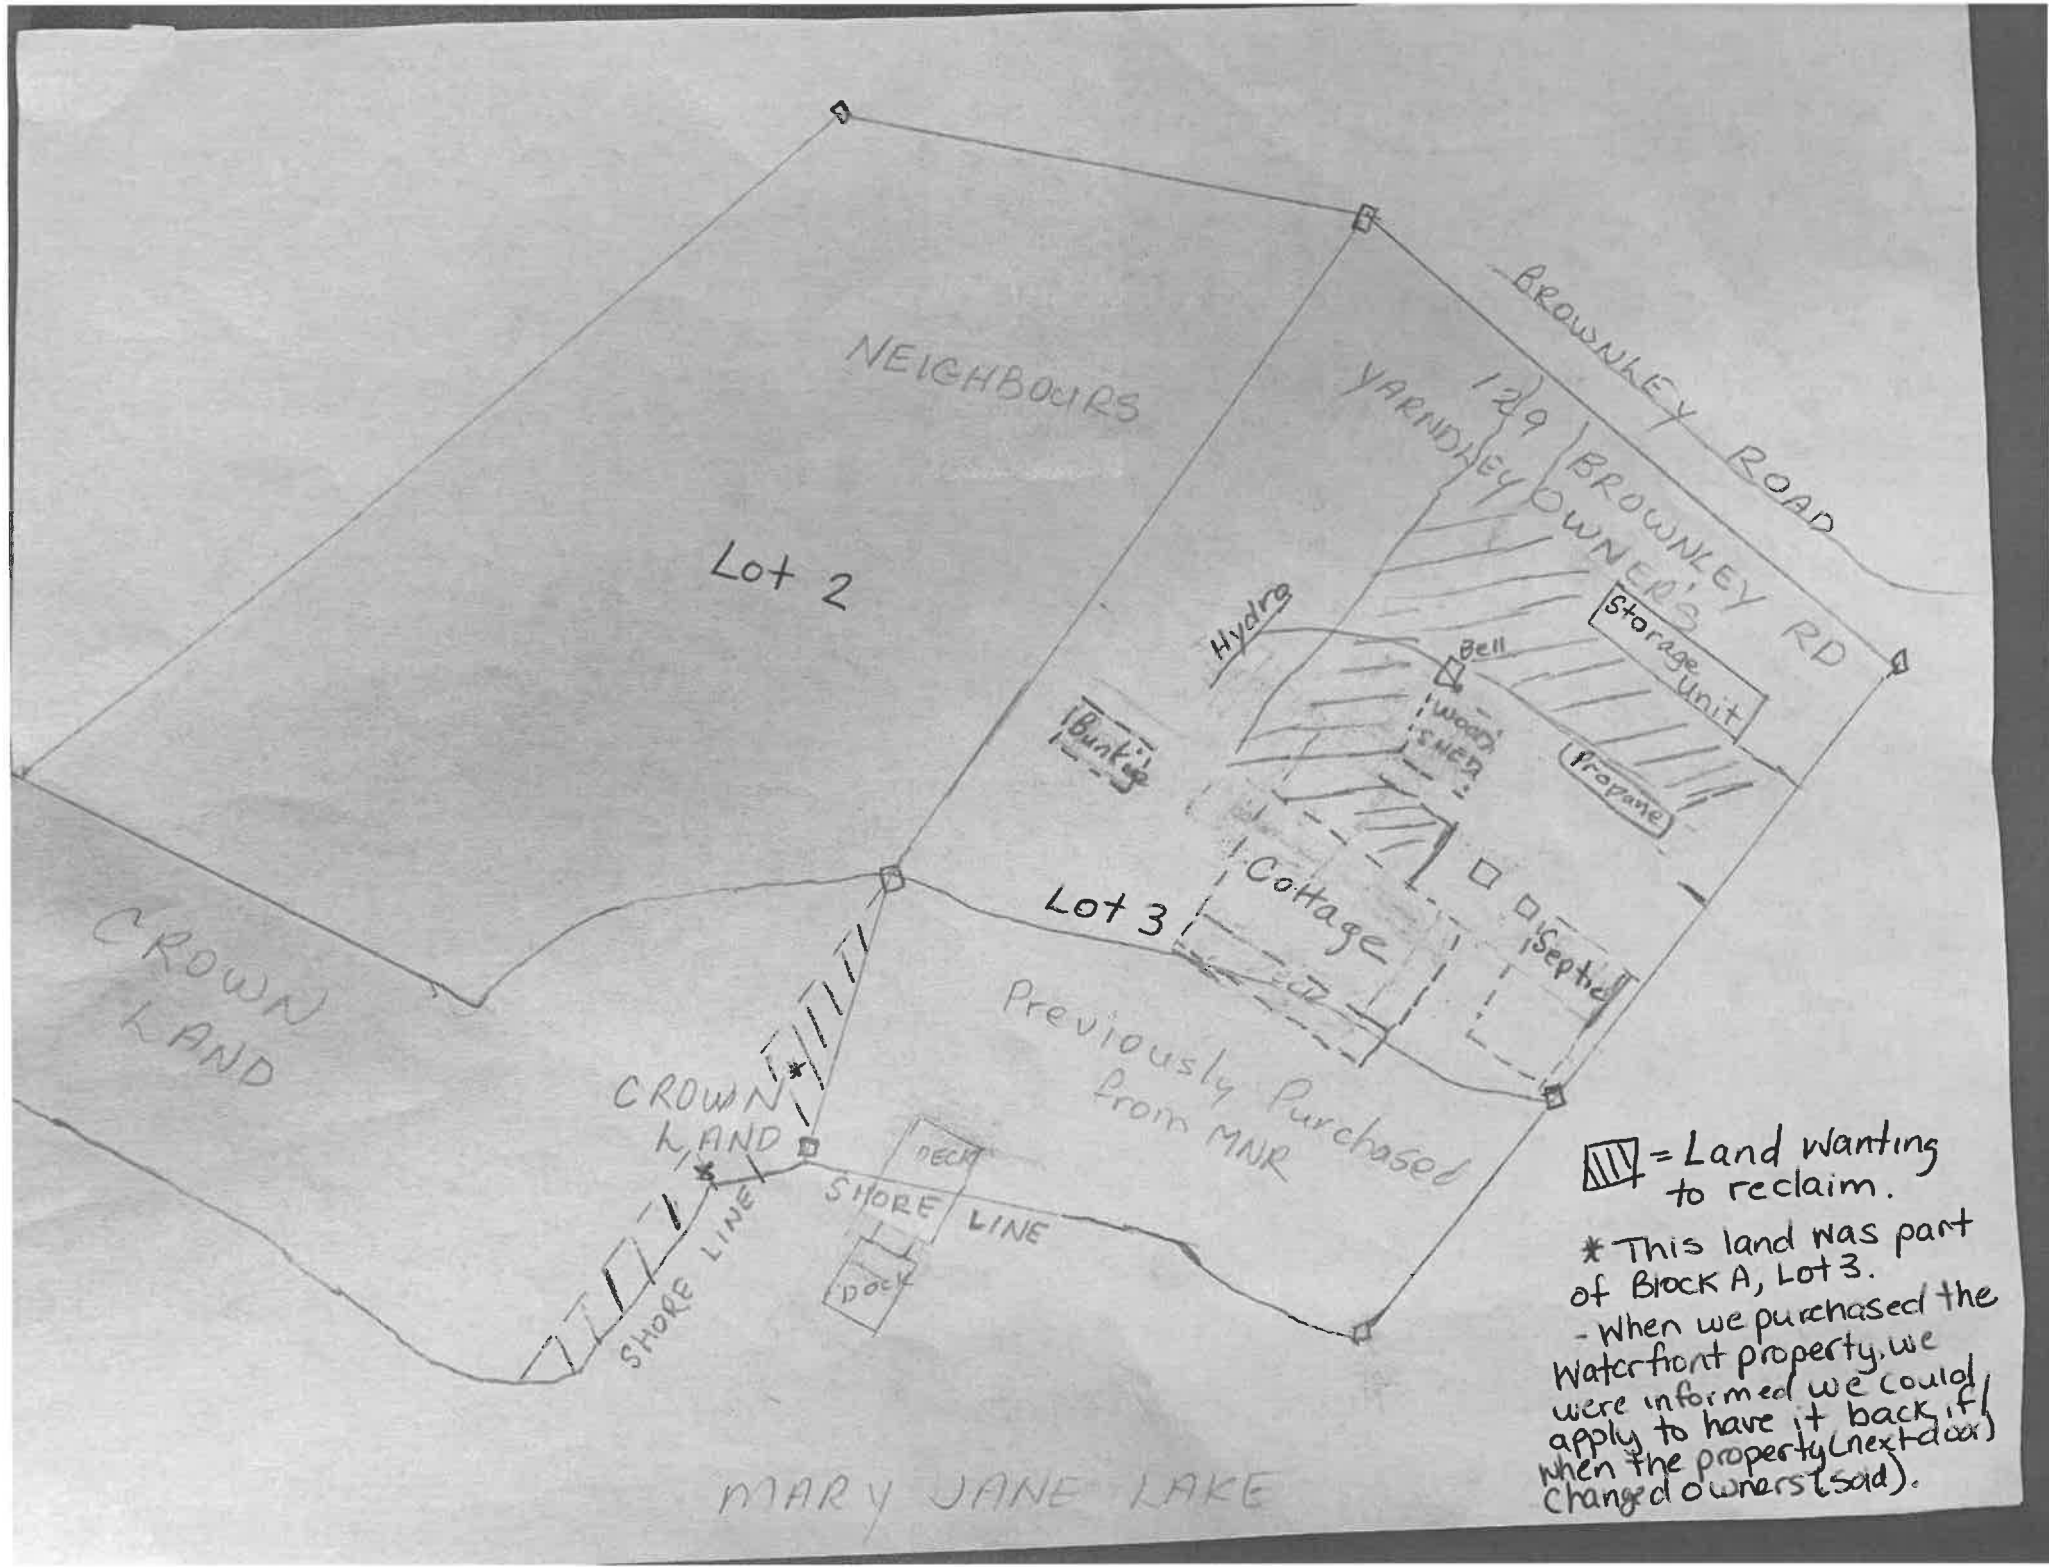 BROWNLEY ROAD
NEIGHBOURS
129 BROWNLEY RD
YARNDLEY OWNER'S
Lot 2
Storage
unit
Hydro
Bell
WOOD
SHED
Bunkie
Propane
Cottage
Lot 3
Septic
CROWN
LAND
Previously Purchased
from MNR
CROWN
LAND
DECK
SHORE LINE
SHORE LINE
DOCK
= Land wanting
to reclaim.
* This land was part
of Block A, Lot 3.
- When we purchased the
Waterfront property, we
were informed we could
apply to have it back if/
when the property (next door)
changed owners (sold).
MARY JANE LAKE